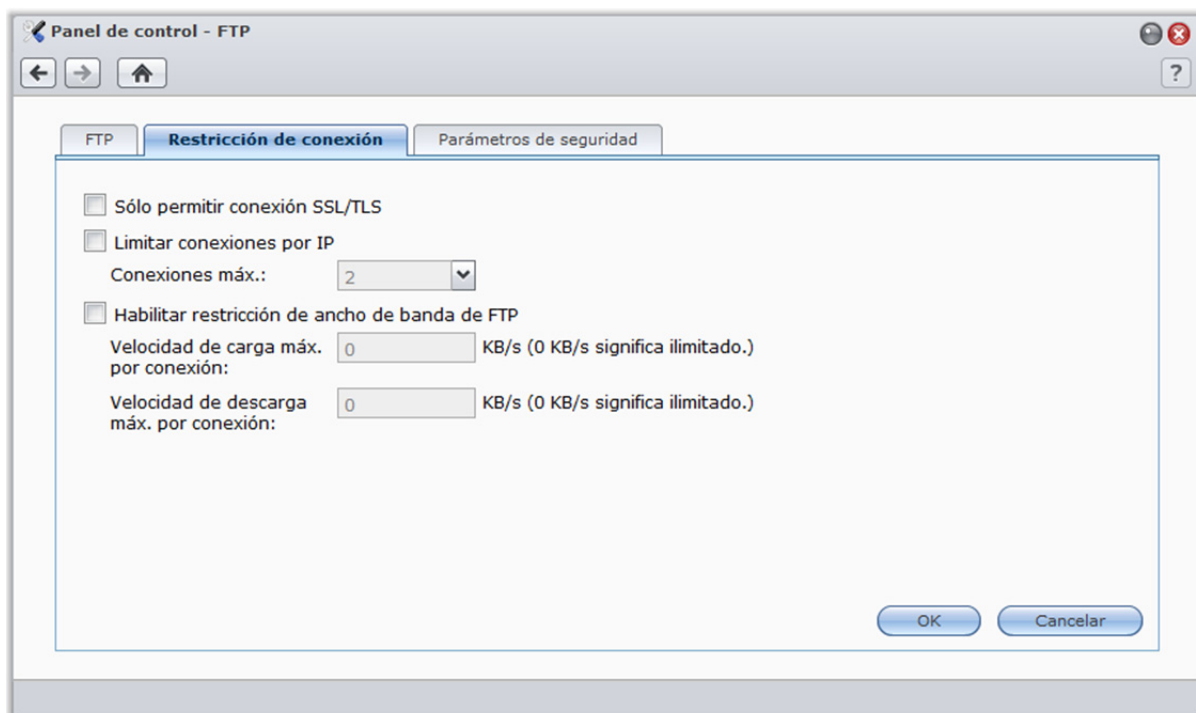 Panel de control - FTP
?
FTP
Restricción de conexión
Parámetros de seguridad
Sólo permitir conexión SSL/TLS
Limitar conexiones por IP
Conexiones máx.:
2
Habilitar restricción de ancho de banda de FTP
Velocidad de carga máx.
por conexión:
0
KB/s (0 KB/s significa ilimitado.)
Velocidad de descarga
máx. por conexión:
0
KB/s (0 KB/s significa ilimitado.)
OK
Cancelar